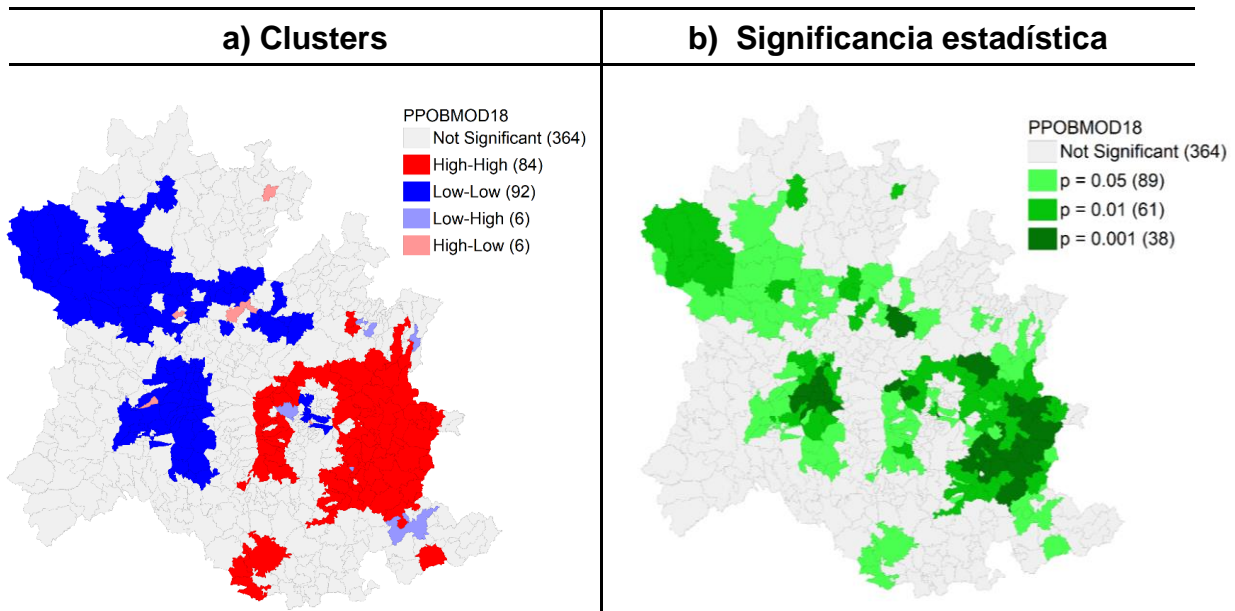 a) Clusters
b) Significancia estadística
PPOBMOD18
Not Significant (364)
High-High (84)
Low-Low (92)
Low-High (6)
High-Low (6)
PPOBMOD18
Not Significant (364)
p = 0.05 (89)
p = 0.01 (61)
p = 0.001 (38)